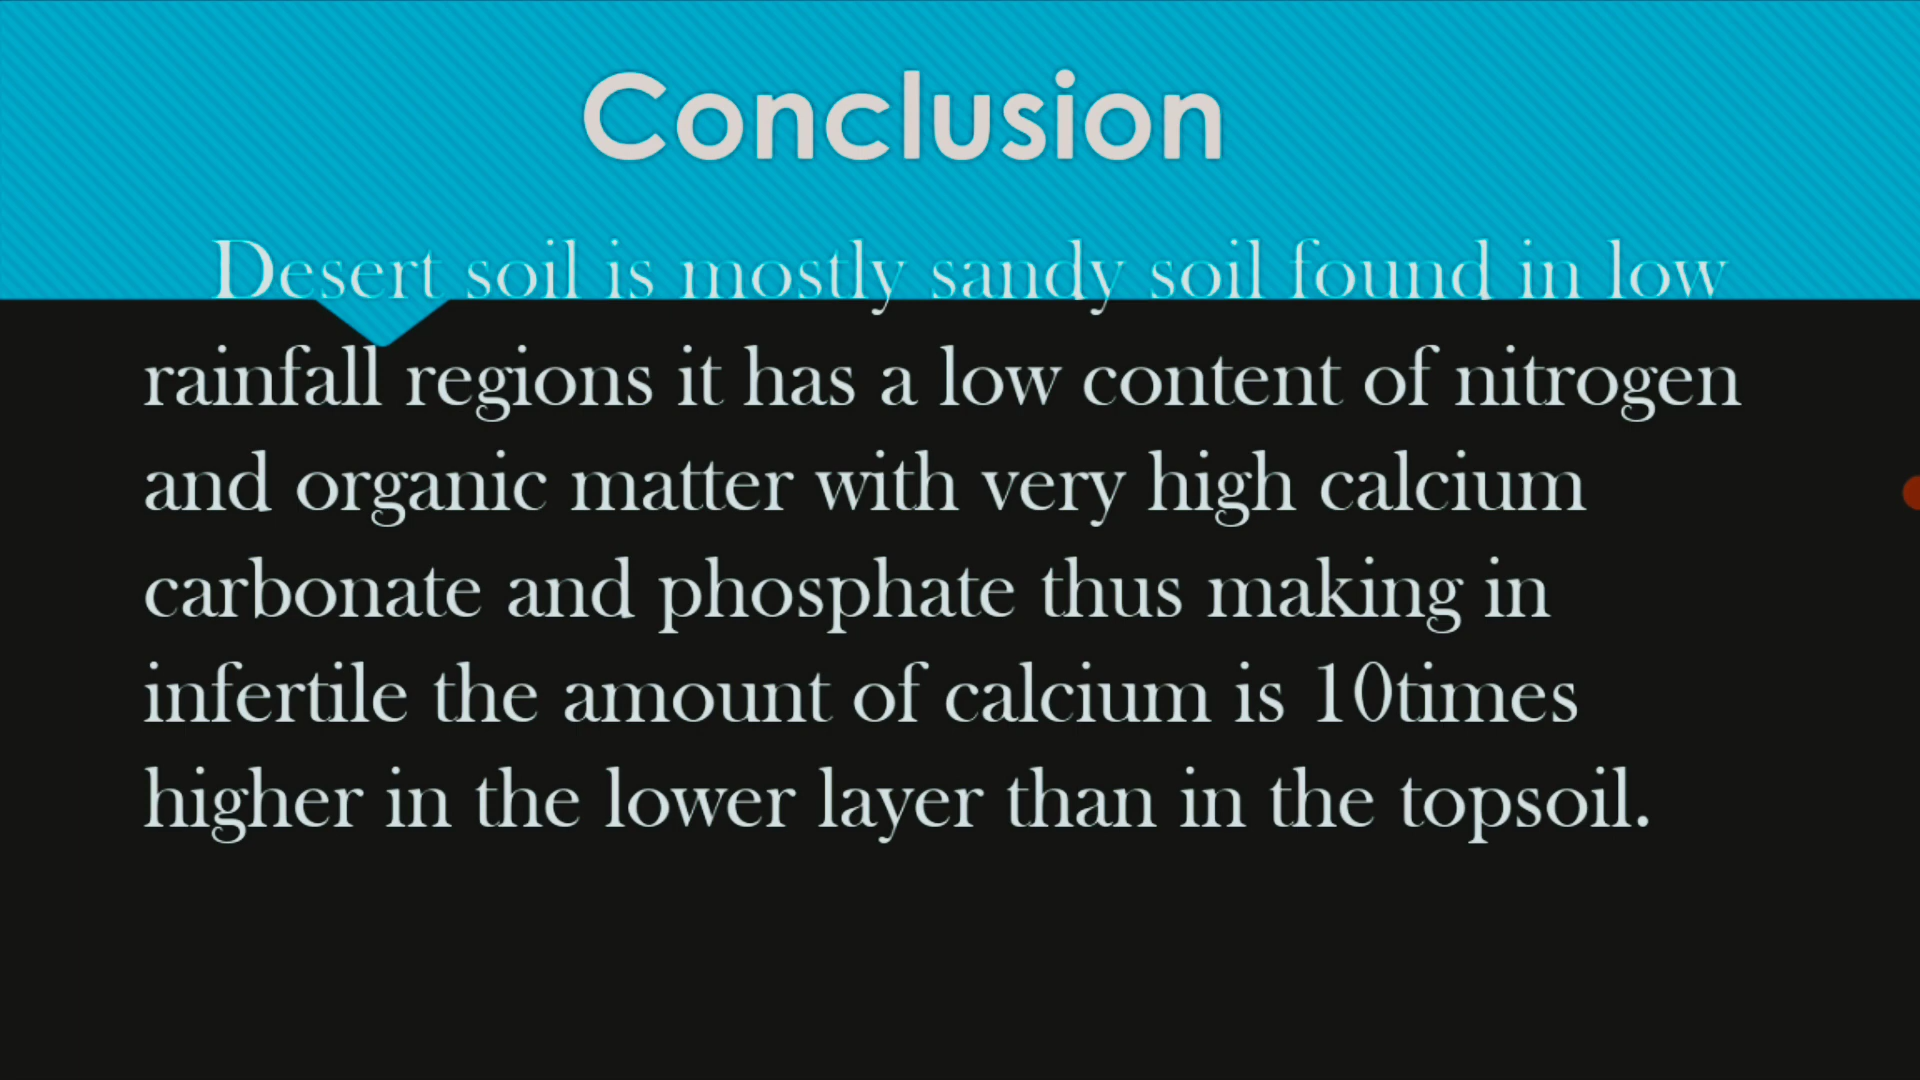 Conclusion
Desert soil is mostly sandy soil found in low
rainfall regions it has a low content of nitrogen
and organic matter with very high calcium
carbonate and phosphate thus making in
infertile the amount of calcium is 10times
higher in the lower layer than in the topsoil.